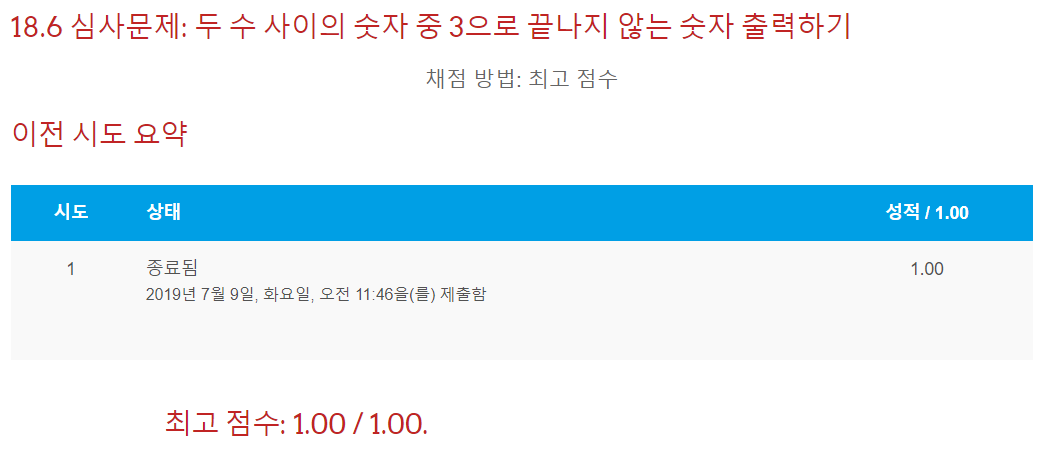 18.6 심사문제: 두 수 사이의 숫자 중 3으로 끝나지 않는 숫자 출력하기
채점 방법: 최고 점수
이전 시도 요약
시도 상태 성적 / 1.00
1 종료됨 1.00
2019년 7월 9일, 화요일, 오전 11:46을(를) 제출함
최고 점수: 1.00 / 1.00.